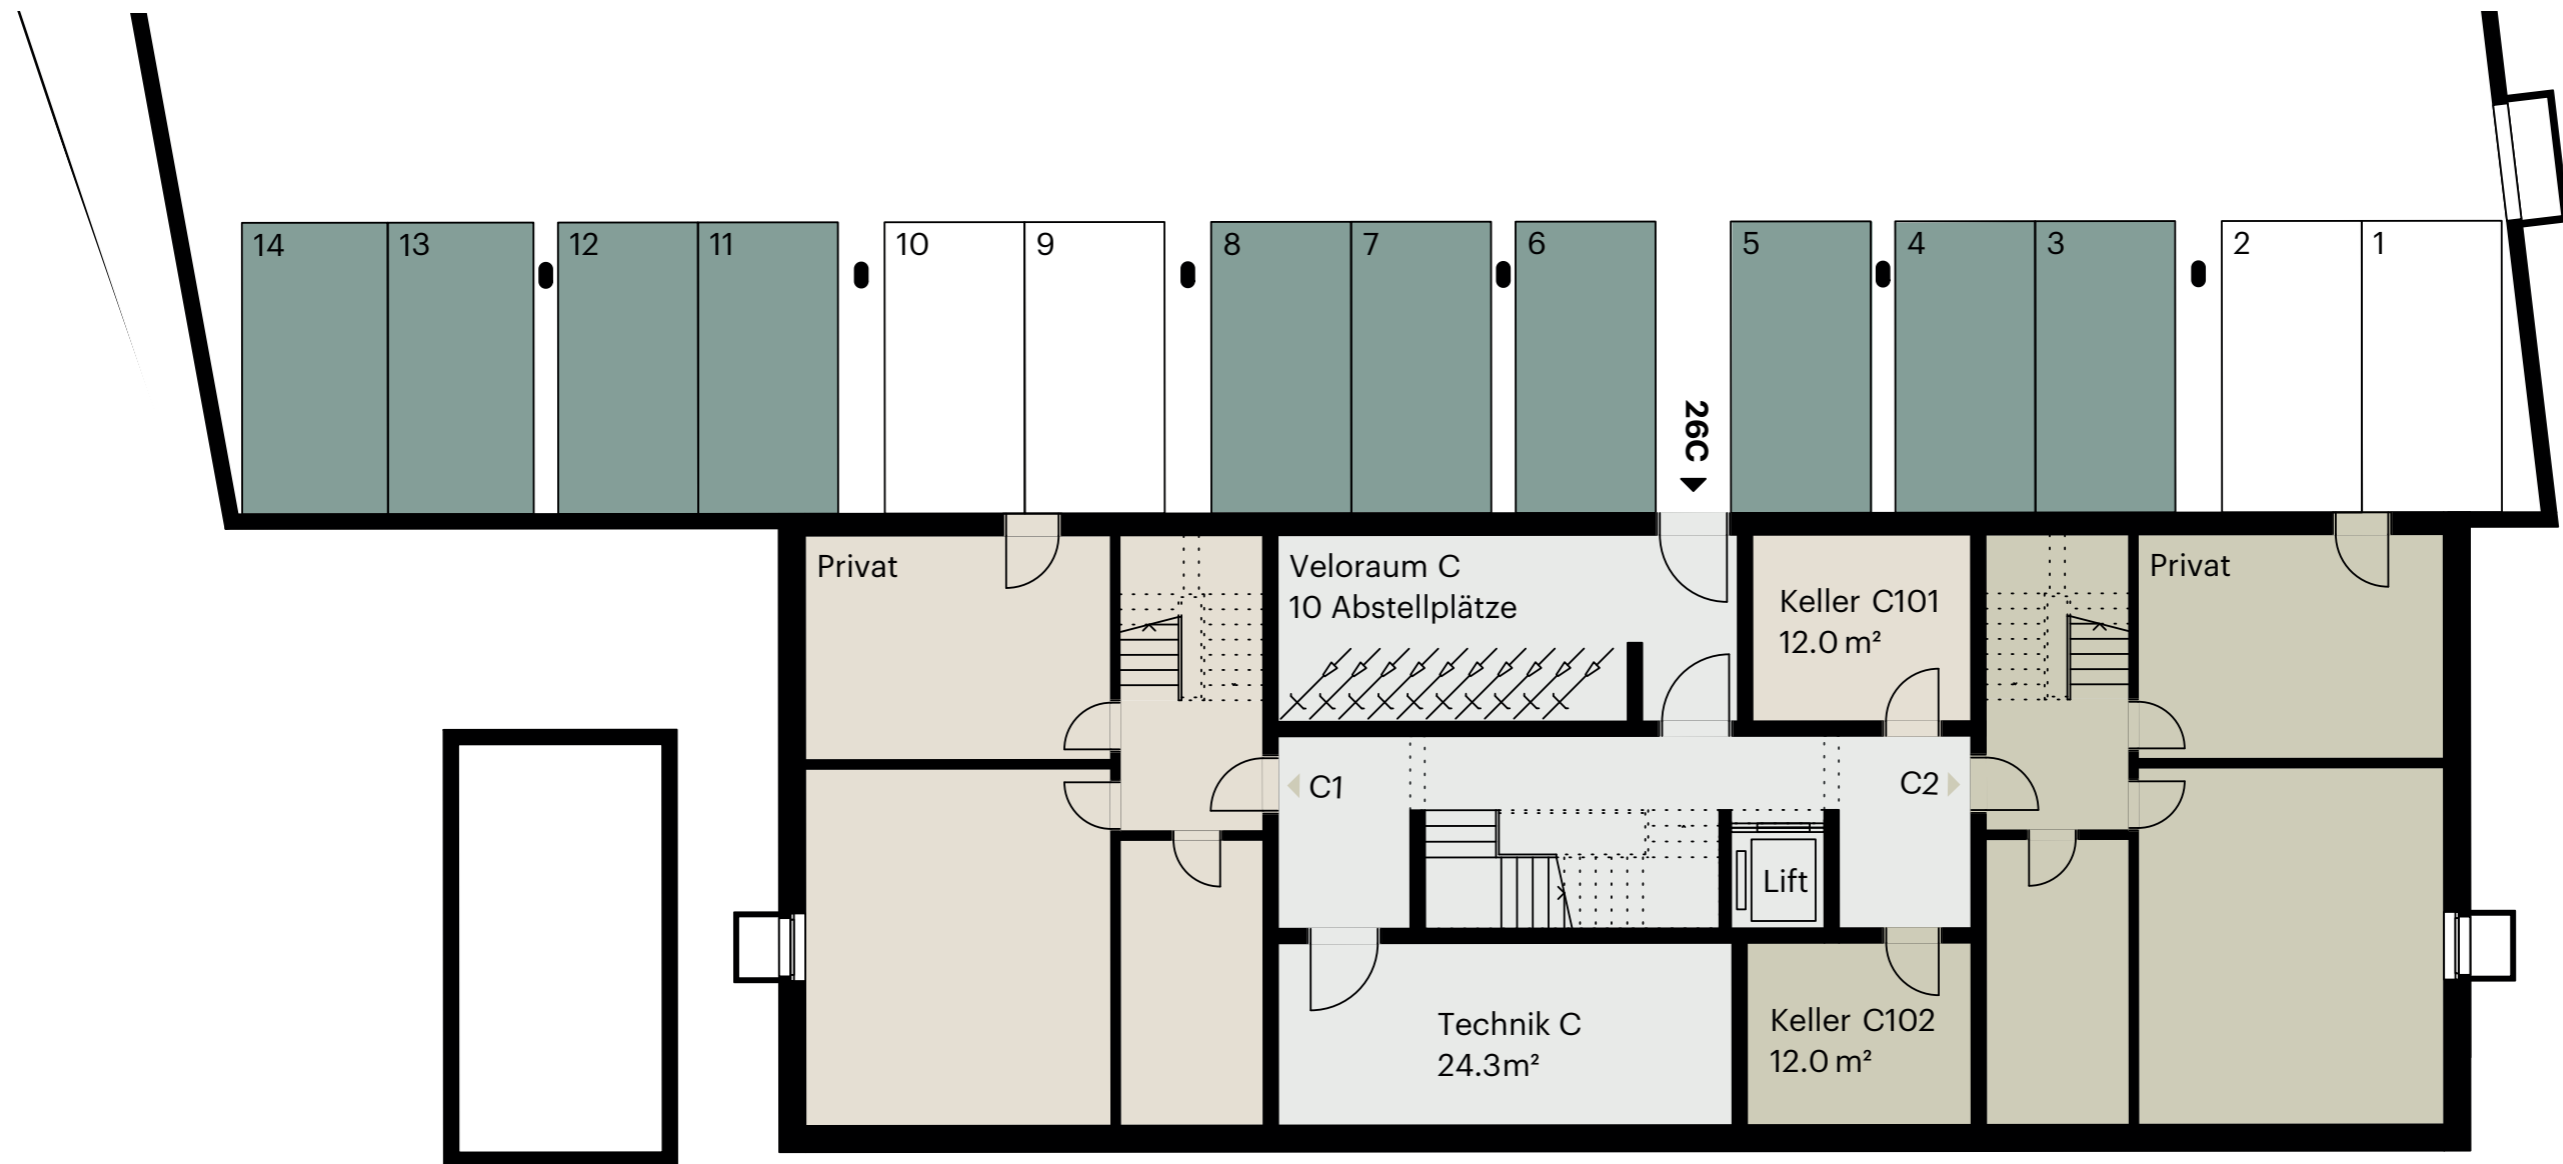 14
13
12
11
10
9
8
7
6
5
4
3
2
1
26C
Privat
Veloraum C
10 Abstellplätze
Keller C101
12.0 m²
Privat
C1
C2
Lift
Technik C
24.3m²
Keller C102
12.0 m²